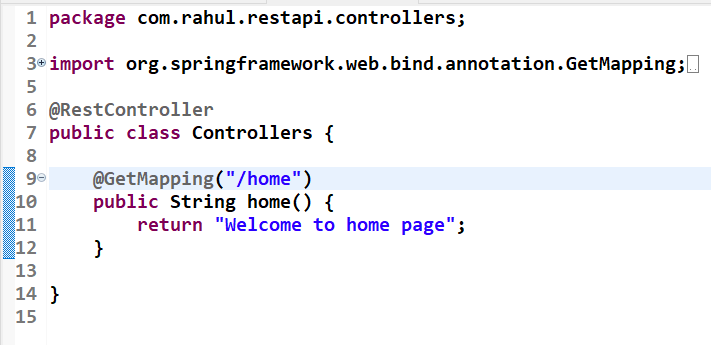 1 package com.rahul.restapi.controllers;
2
3 import org.springframework.web.bind.annotation.GetMapping;
5
6 @RestController
7 public class Controllers {
8
9 @GetMapping("/home")
10 public String home() {
11 return "Welcome to home page";
12 }
13
14 }
15